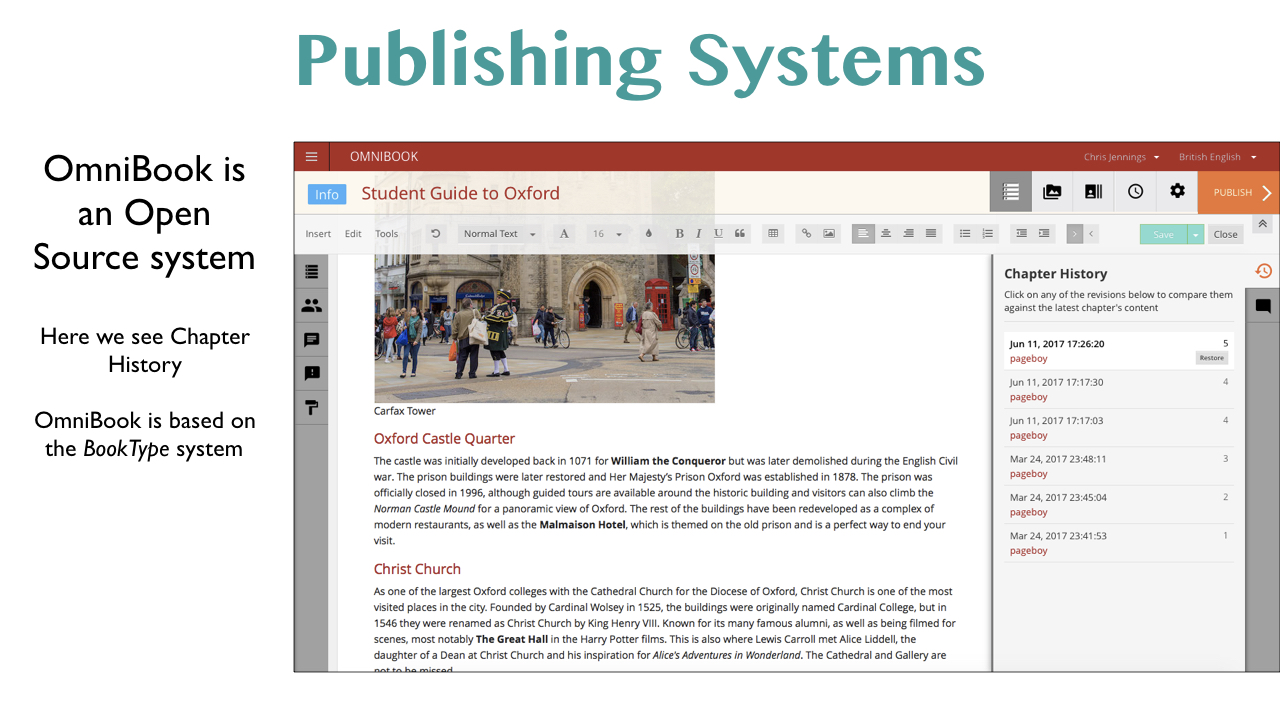 Publishing Systems
OmniBook is
an Open
Source system
Here we see Chapter
History
OmniBook is based on
the BookType system
OMNIBOOK
Chris Jennings
British English
Info
Student Guide to Oxford
PUBLISH
Insert Edit Tools
Normal Text
A
16
B I U
Save
Close
Carfax Tower
Oxford Castle Quarter
The castle was initially developed back in 1071 for William the Conqueror but was later demolished during the English Civil
war. The prison buildings were later restored and Her Majesty's Prison Oxford was established in 1878. The prison was
officially closed in 1996, although guided tours are available around the historic building and visitors can also climb the
Norman Castle Mound for a panoramic view of Oxford. The rest of the buildings have been redeveloped as a complex of
modern restaurants, as well as the Malmaison Hotel, which is themed on the old prison and is a perfect way to end your
visit.
Christ Church
As one of the largest Oxford colleges with the Cathedral Church for the Diocese of Oxford, Christ Church is one of the most
visited places in the city. Founded by Cardinal Wolsey in 1525, the buildings were originally named Cardinal College, but in
1546 they were renamed as Christ Church by King Henry VIII. Known for its many famous alumni, as well as being filmed for
scenes, most notably The Great Hall in the Harry Potter films. This is also where Lewis Carroll met Alice Liddell, the
daughter of a Dean at Christ Church and his inspiration for Alice's Adventures in Wonderland. The Cathedral and Gallery are
not to be missed.
Chapter History
Click on any of the revisions below to compare them
against the latest chapter's content
Jun 11, 2017 17:26:20 5
pageboy Restore
Jun 11, 2017 17:17:30 4
pageboy
Jun 11, 2017 17:17:03 4
pageboy
Mar 24, 2017 23:48:11 3
pageboy
Mar 24, 2017 23:45:04 2
pageboy
Mar 24, 2017 23:41:53 1
pageboy